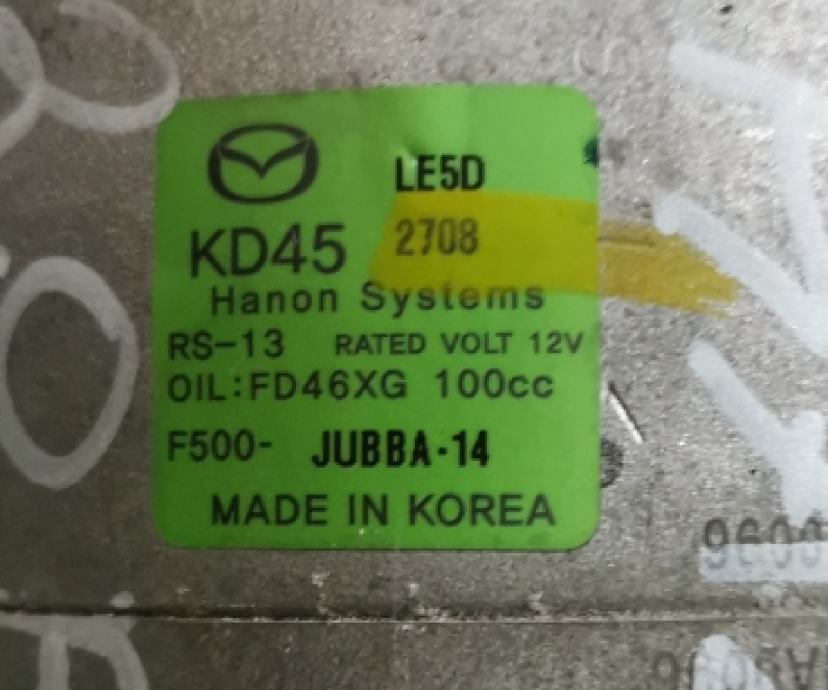 LE5D
KD45 2708
Hanon Systems
RS-13 RATED VOLT 12V
OIL:FD46XG 100cc
F500- JUBBA-14
MADE IN KOREA